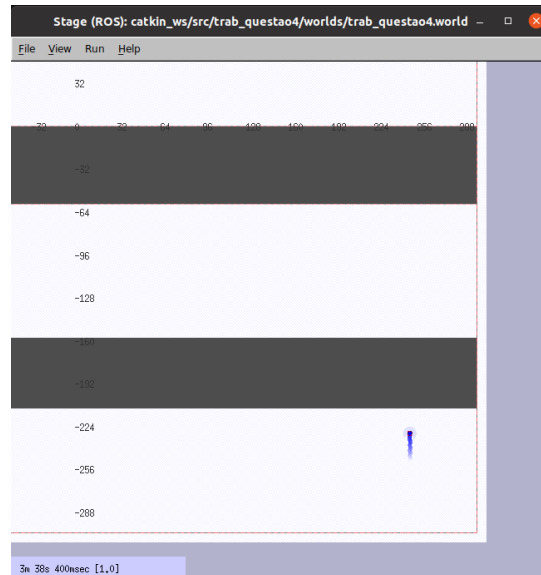 Stage (ROS): catkin_ws/src/trab_questao4/worlds/trab_questao4.world
File View Run Help
32
-32 0 32 64 96 128 160 192 224 256 288
-32
-64
-96
-128
-160
-192
-224
-256
-288
3m 38s 400msec [1.0]